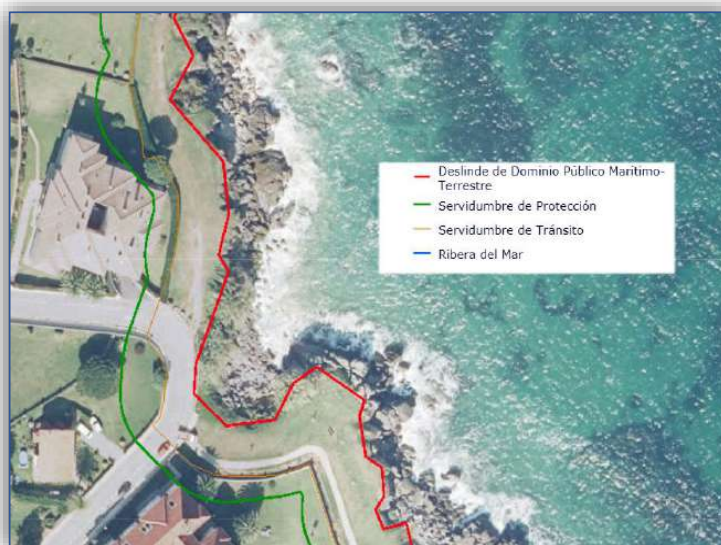 Deslinde de Dominio Público Marítimo-
Terrestre
Servidumbre de Protección
Servidumbre de Tránsito
Ribera del Mar